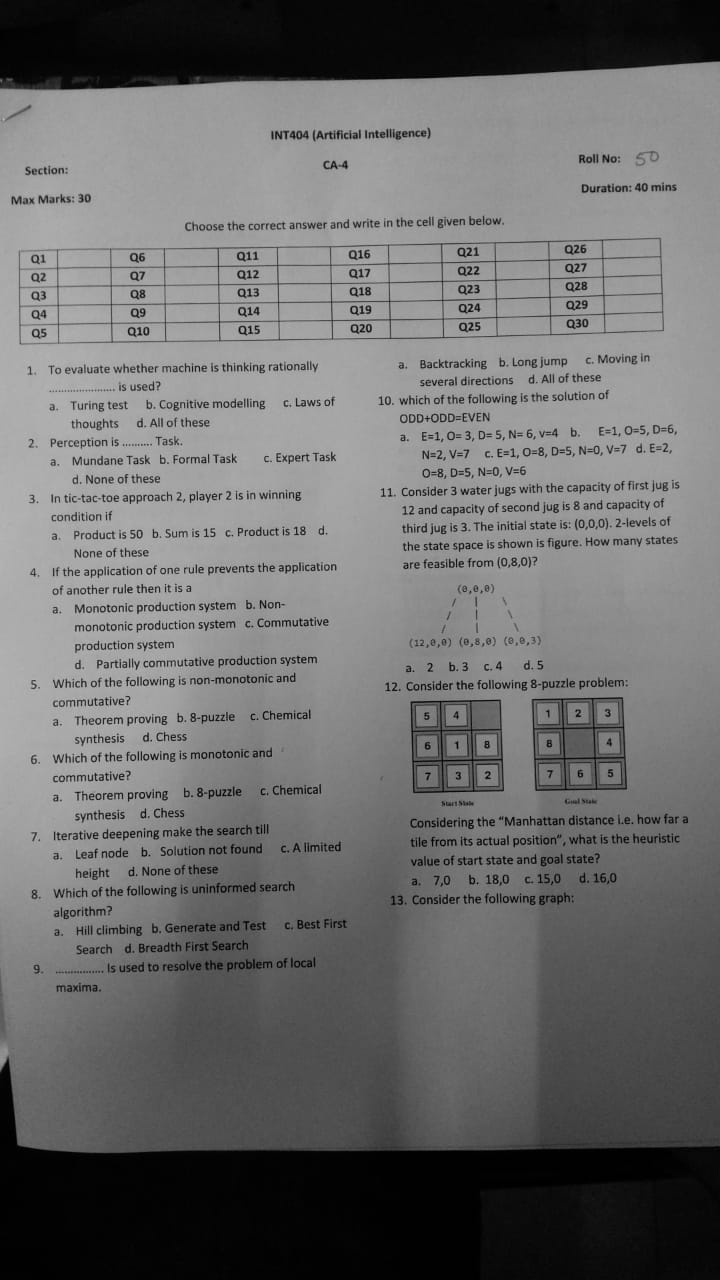 INT404 (Artificial Intelligence)
Section:
CA-4
Roll No: 50
Max Marks: 30
Duration: 40 mins
Choose the correct answer and write in the cell given below.
Q1 Q6 Q11 Q16 Q21 Q26
Q2 Q7 Q12 Q17 Q22 Q27
Q3 Q8 Q13 Q18 Q23 Q28
Q4 Q9 Q14 Q19 Q24 Q29
Q5 Q10 Q15 Q20 Q25 Q30
1. To evaluate whether machine is thinking rationally
...................... is used?
a. Turing test b. Cognitive modelling c. Laws of
thoughts d. All of these
2. Perception is .......... Task.
a. Mundane Task b. Formal Task c. Expert Task
d. None of these
3. In tic-tac-toe approach 2, player 2 is in winning
condition if
a. Product is 50 b. Sum is 15 c. Product is 18 d.
None of these
4. If the application of one rule prevents the application
of another rule then it is a
a. Monotonic production system b. Non-
monotonic production system c. Commutative
production system
d. Partially commutative production system
5. Which of the following is non-monotonic and
commutative?
a. Theorem proving b. 8-puzzle c. Chemical
synthesis d. Chess
6. Which of the following is monotonic and
commutative?
a. Theorem proving b. 8-puzzle c. Chemical
synthesis d. Chess
7. Iterative deepening make the search till
a. Leaf node b. Solution not found c. A limited
height d. None of these
8. Which of the following is uninformed search
algorithm?
a. Hill climbing b. Generate and Test c. Best First
Search d. Breadth First Search
9. ................ Is used to resolve the problem of local
maxima.
a. Backtracking b. Long jump c. Moving in
several directions d. All of these
10. which of the following is the solution of
ODD+ODD=EVEN
a. E=1, O= 3, D= 5, N= 6, v=4 b. E=1, O=5, D=6,
N=2, V=7 c. E=1, O=8, D=5, N=0, V=7 d. E=2,
O=8, D=5, N=0, V=6
11. Consider 3 water jugs with the capacity of first jug is
12 and capacity of second jug is 8 and capacity of
third jug is 3. The initial state is: (0,0,0). 2-levels of
the state space is shown is figure. How many states
are feasible from (0,8,0)?
(0,0,0)
/ | \
/ | \
/ | \
(12,0,0) (0,8,0) (0,0,3)
a. 2 b. 3 c. 4 d. 5
12. Consider the following 8-puzzle problem:
5 4 1 2 3
6 1 8 8 4
7 3 2 7 6 5
Start State Goal State
Considering the "Manhattan distance i.e. how far a
tile from its actual position", what is the heuristic
value of start state and goal state?
a. 7,0 b. 18,0 c. 15,0 d. 16,0
13. Consider the following graph: